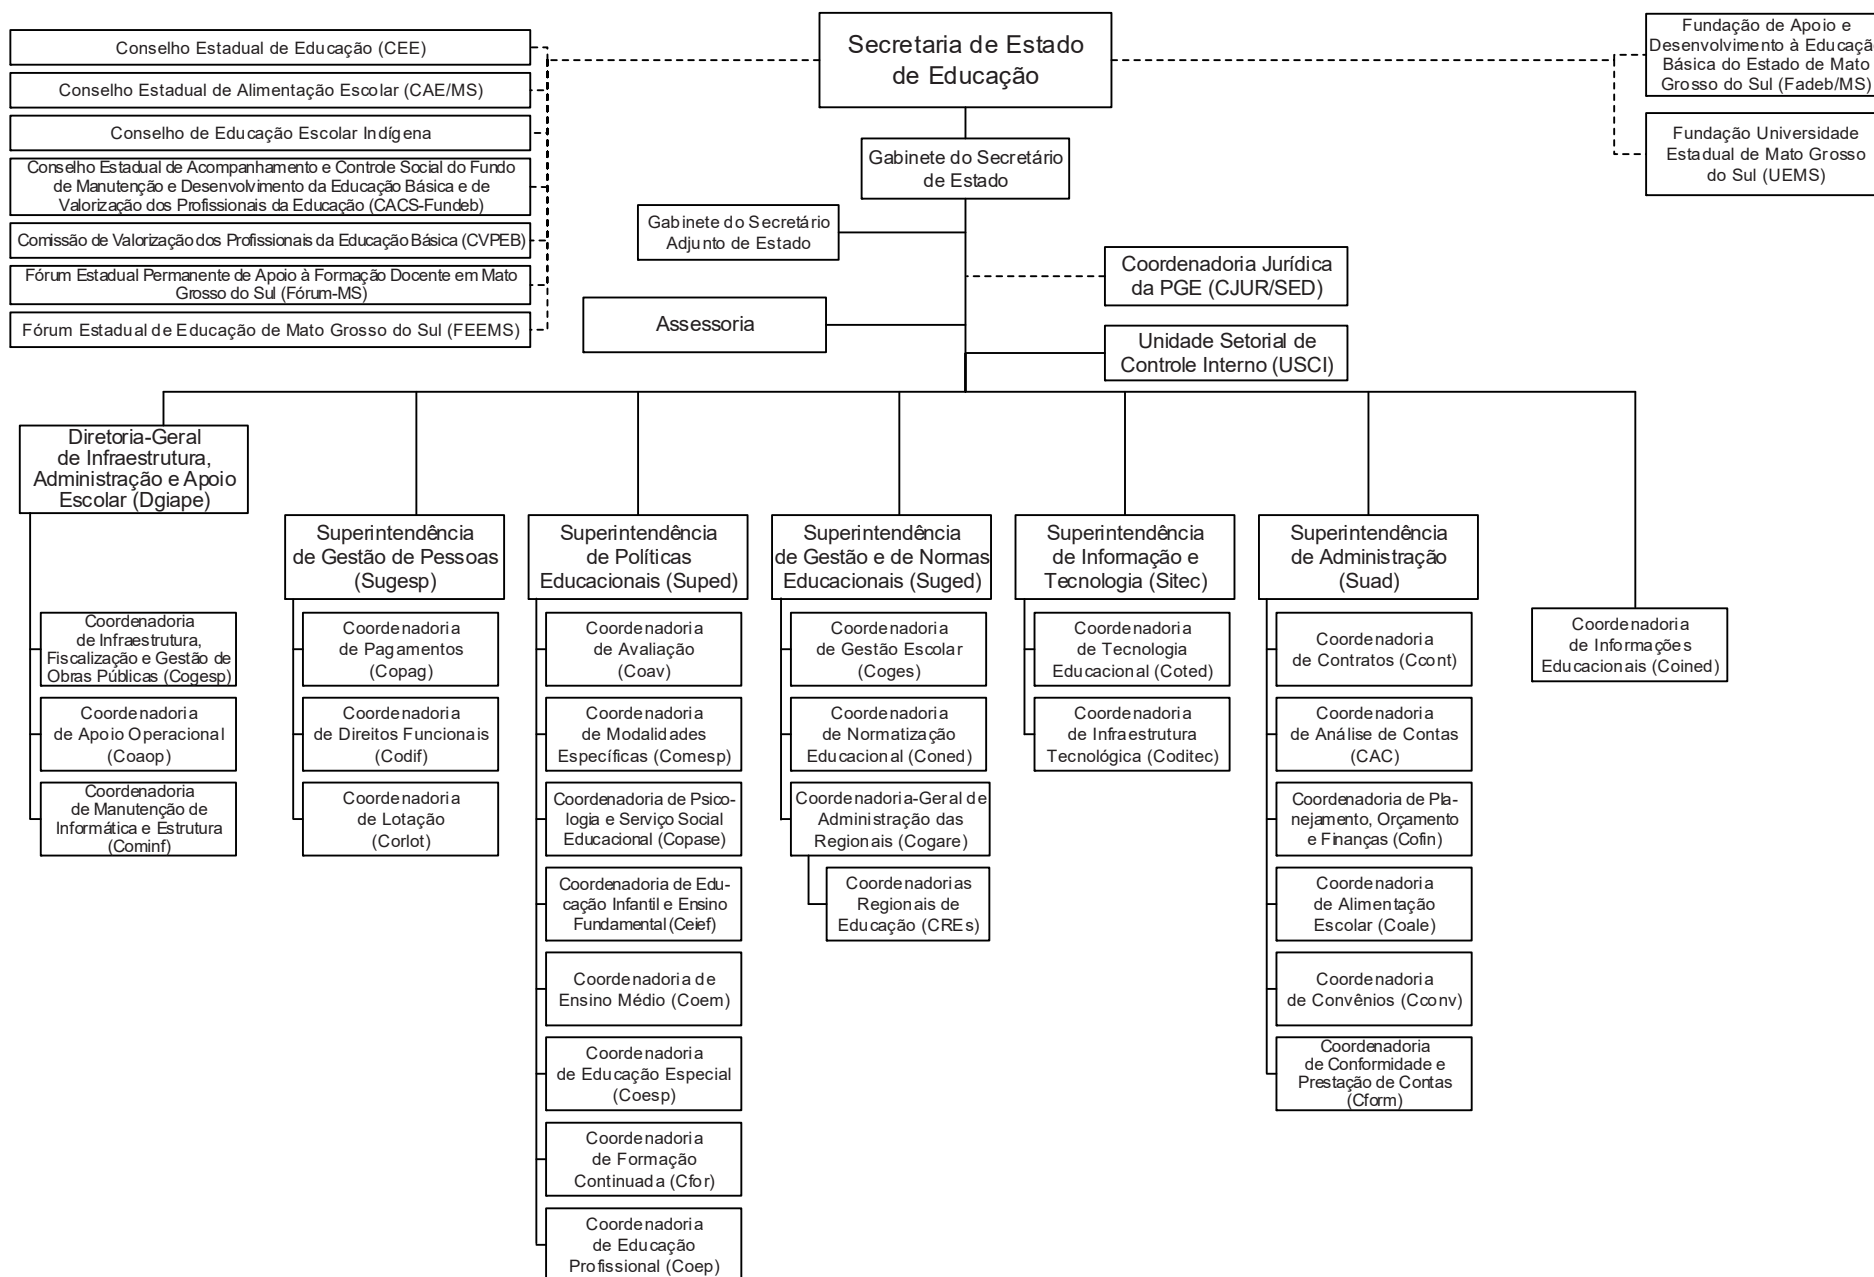 Secretaria de Estado
de Educação
Conselho Estadual de Educação (CEE)
Conselho Estadual de Alimentação Escolar (CAE/MS)
Conselho de Educação Escolar Indígena
Conselho Estadual de Acompanhamento e Controle Social do Fundo
de Manutenção e Desenvolvimento da Educação Básica e de
Valorização dos Profissionais da Educação (CACS-Fundeb)
Comissão de Valorização dos Profissionais da Educação Básica (CVPEB)
Fórum Estadual Permanente de Apoio à Formação Docente em Mato
Grosso do Sul (Fórum-MS)
Fórum Estadual de Educação de Mato Grosso do Sul (FEEMS)
Fundação de Apoio e
Desenvolvimento à Educaçã
Básica do Estado de Mato
Grosso do Sul (Fadeb/MS)
Fundação Universidade
Estadual de Mato Grosso
do Sul (UEMS)
Gabinete do Secretário
de Estado
Gabinete do Secretário
Adjunto de Estado
Coordenadoria Jurídica
da PGE (CJUR/SED)
Assessoria
Unidade Setorial de
Controle Interno (USCI)
Diretoria-Geral
de Infraestrutura,
Administração e Apoio
Escolar (Dgiape)
Coordenadoria
de Infraestrutura,
Fiscalização e Gestão de
Obras Públicas (Cogesp)
Coordenadoria
de Apoio Operacional
(Coaop)
Coordenadoria
de Manutenção de
Informática e Estrutura
(Cominf)
Superintendência
de Gestão de Pessoas
(Sugesp)
Coordenadoria
de Pagamentos
(Copag)
Coordenadoria
de Direitos Funcionais
(Codif)
Coordenadoria
de Lotação
(Corlot)
Superintendência
de Políticas
Educacionais (Suped)
Coordenadoria
de Avaliação
(Coav)
Coordenadoria
de Modalidades
Específicas (Comesp)
Coordenadoria de Psico-
logia e Serviço Social
Educacional (Copase)
Coordenadoria de Edu-
cação Infantil e Ensino
Fundamental (Ceief)
Coordenadoria de
Ensino Médio (Coem)
Coordenadoria
de Educação Especial
(Coesp)
Coordenadoria
de Formação
Continuada (Cfor)
Coordenadoria
de Educação
Profissional (Coep)
Superintendência
de Gestão e de Normas
Educacionais (Suged)
Coordenadoria
de Gestão Escolar
(Coges)
Coordenadoria
de Normatização
Educacional (Coned)
Coordenadoria-Geral de
Administração das
Regionais (Cogare)
Coordenadorias
Regionais de
Educação (CREs)
Superintendência
de Informação e
Tecnologia (Sitec)
Coordenadoria
de Tecnologia
Educacional (Coted)
Coordenadoria
de Infraestrutura
Tecnológica (Coditec)
Superintendência
de Administração
(Suad)
Coordenadoria
de Contratos (Ccont)
Coordenadoria
de Análise de Contas
(CAC)
Coordenadoria de Pla-
nejamento, Orçamento
e Finanças (Cofin)
Coordenadoria
de Alimentação
Escolar (Coale)
Coordenadoria
de Convênios (Cconv)
Coordenadoria
de Conformidade e
Prestação de Contas
(Cform)
Coordenadoria
de Informações
Educacionais (Coined)